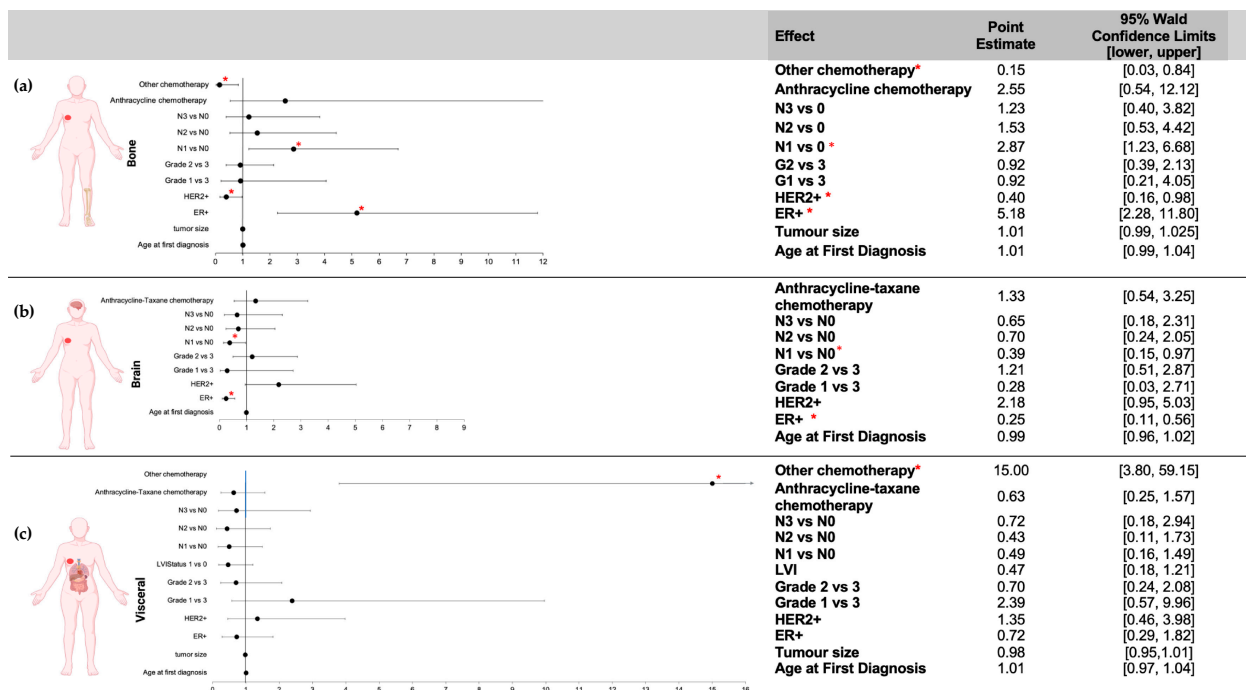 Effect
Point
Estimate
95% Wald
Confidence Limits
[lower, upper]
(a)
Bone
Other chemotherapy
*
Anthracycline chemotherapy
N3 vs N0
N2 vs N0
N1 vs N0
*
Grade 2 vs 3
Grade 1 vs 3
HER2+
*
ER+
*
tumor size
Age at first diagnosis
0 1 2 3 4 5 6 7 8 9 10 11 12
Other chemotherapy* 0.15 [0.03, 0.84]
Anthracycline chemotherapy 2.55 [0.54, 12.12]
N3 vs 0 1.23 [0.40, 3.82]
N2 vs 0 1.53 [0.53, 4.42]
N1 vs 0 * 2.87 [1.23, 6.68]
G2 vs 3 0.92 [0.39, 2.13]
G1 vs 3 0.92 [0.21, 4.05]
HER2+ * 0.40 [0.16, 0.98]
ER+ * 5.18 [2.28, 11.80]
Tumour size 1.01 [0.99, 1.025]
Age at First Diagnosis 1.01 [0.99, 1.04]
(b)
Brain
Anthracycline-Taxane chemotherapy
N3 vs N0
N2 vs N0
N1 vs N0
*
Grade 2 vs 3
Grade 1 vs 3
HER2+
ER+
*
Age at first diagnosis
0 1 2 3 4 5 6 7 8 9
Anthracycline-taxane
chemotherapy 1.33 [0.54, 3.25]
N3 vs N0 0.65 [0.18, 2.31]
N2 vs N0 0.70 [0.24, 2.05]
N1 vs N0* 0.39 [0.15, 0.97]
Grade 2 vs 3 1.21 [0.51, 2.87]
Grade 1 vs 3 0.28 [0.03, 2.71]
HER2+ 2.18 [0.95, 5.03]
ER+ * 0.25 [0.11, 0.56]
Age at First Diagnosis 0.99 [0.96, 1.02]
(c)
Visceral
Other chemotherapy
*
Anthracycline-Taxane chemotherapy
N3 vs N0
N2 vs N0
N1 vs N0
LVIStatus 1 vs 0
Grade 2 vs 3
Grade 1 vs 3
HER2+
ER+
tumor size
Age at first diagnosis
0 1 2 3 4 5 6 7 8 9 10 11 12 13 14 15 16
Other chemotherapy* 15.00 [3.80, 59.15]
Anthracycline-taxane
chemotherapy 0.63 [0.25, 1.57]
N3 vs N0 0.72 [0.18, 2.94]
N2 vs N0 0.43 [0.11, 1.73]
N1 vs N0 0.49 [0.16, 1.49]
LVI 0.47 [0.18, 1.21]
Grade 2 vs 3 0.70 [0.24, 2.08]
Grade 1 vs 3 2.39 [0.57, 9.96]
HER2+ 1.35 [0.46, 3.98]
ER+ 0.72 [0.29, 1.82]
Tumour size 0.98 [0.95,1.01]
Age at First Diagnosis 1.01 [0.97, 1.04]